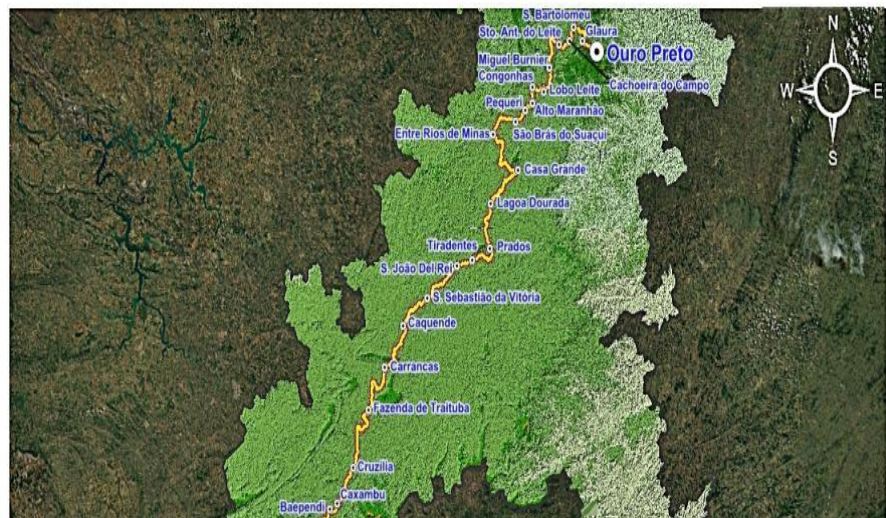 S. Bartolomeu
Sto. Ant. do Leite
Glaura
Ouro Preto
Miguel Burnier
Congonhas
Cachoeira do Campo
Lobo Leite
Pequeri
Alto Maranhão
São Brás do Suaçui
Entre Rios de Minas
Casa Grande
Lagoa Dourada
Tiradentes
Prados
S. João Del Rei
S. Sebastião da Vitória
Caquende
Carrancas
Fazenda de Traituba
Cruzilia
Caxambu
Baependi
N
W
E
S